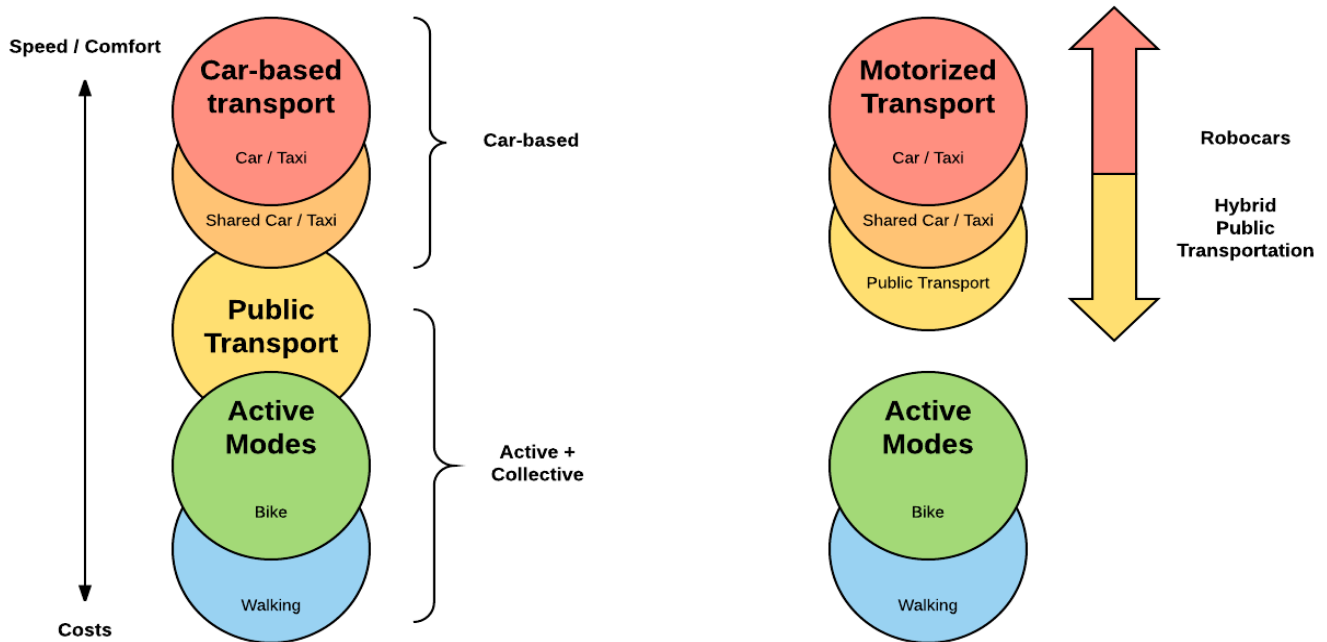 Speed / Comfort
Car-based
transport
Car / Taxi
Shared Car / Taxi
Car-based
Public
Transport
Active
Modes
Bike
Walking
Active +
Collective
Costs
Motorized
Transport
Car / Taxi
Shared Car / Taxi
Public Transport
Robocars
Hybrid
Public
Transportation
Active
Modes
Bike
Walking